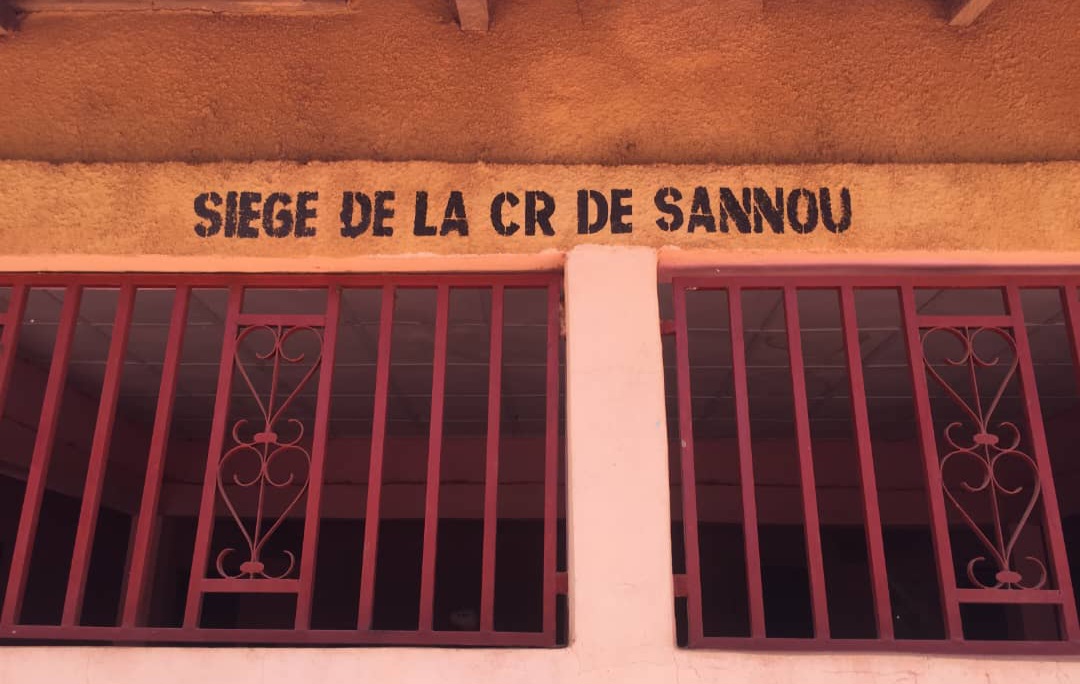 SIEGE DE LA CR DE SANNOU